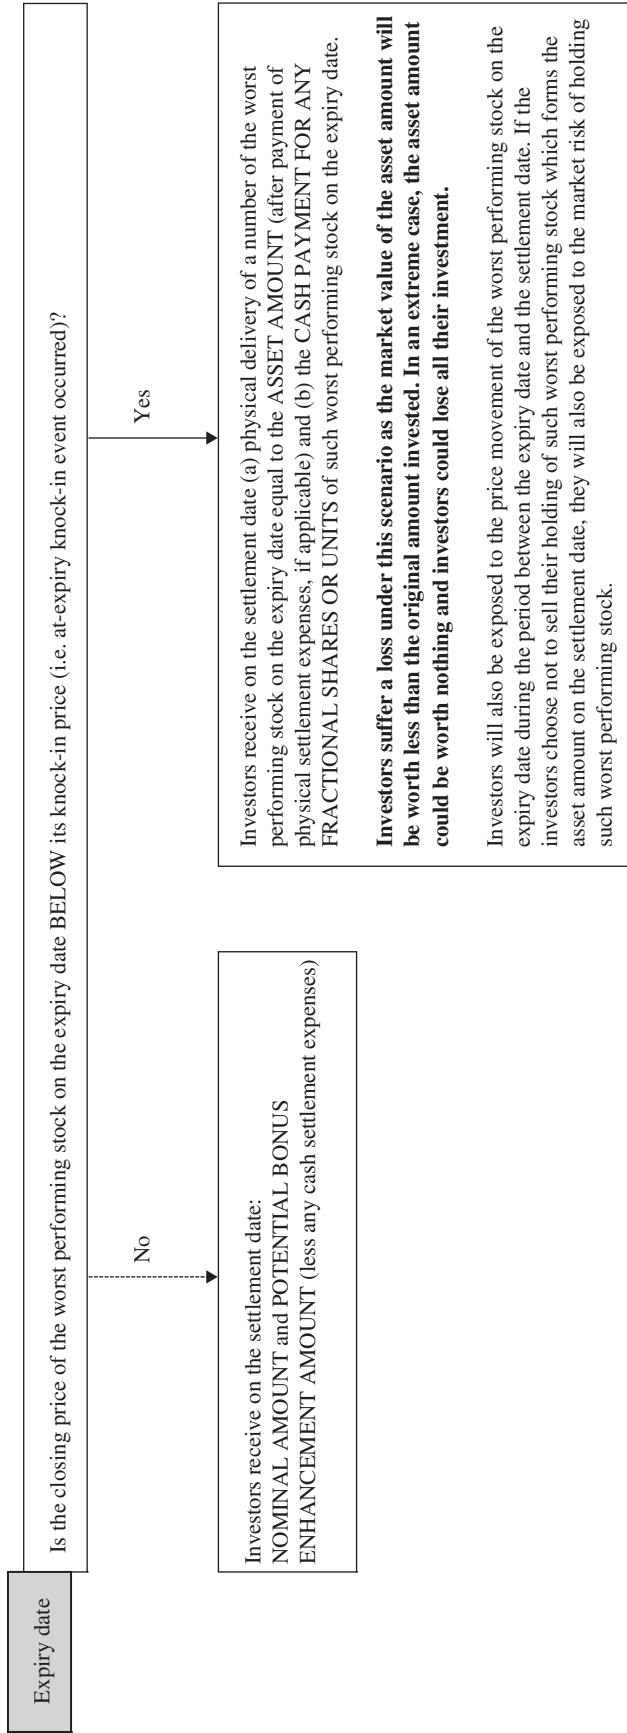 Expiry date
Is the closing price of the worst performing stock on the expiry date BELOW its knock-in price (i.e. at-expiry knock-in event occurred)?
No
Yes
Investors receive on the settlement date:
NOMINAL AMOUNT and POTENTIAL BONUS
ENHANCEMENT AMOUNT (less any cash settlement expenses)
Investors receive on the settlement date (a) physical delivery of a number of the worst
performing stock on the expiry date equal to the ASSET AMOUNT (after payment of
physical settlement expenses, if applicable) and (b) the CASH PAYMENT FOR ANY
FRACTIONAL SHARES OR UNITS of such worst performing stock on the expiry date.
Investors suffer a loss under this scenario as the market value of the asset amount will
be worth less than the original amount invested. In an extreme case, the asset amount
could be worth nothing and investors could lose all their investment.
Investors will also be exposed to the price movement of the worst performing stock on the
expiry date during the period between the expiry date and the settlement date. If the
investors choose not to sell their holding of such worst performing stock which forms the
asset amount on the settlement date, they will also be exposed to the market risk of holding
such worst performing stock.